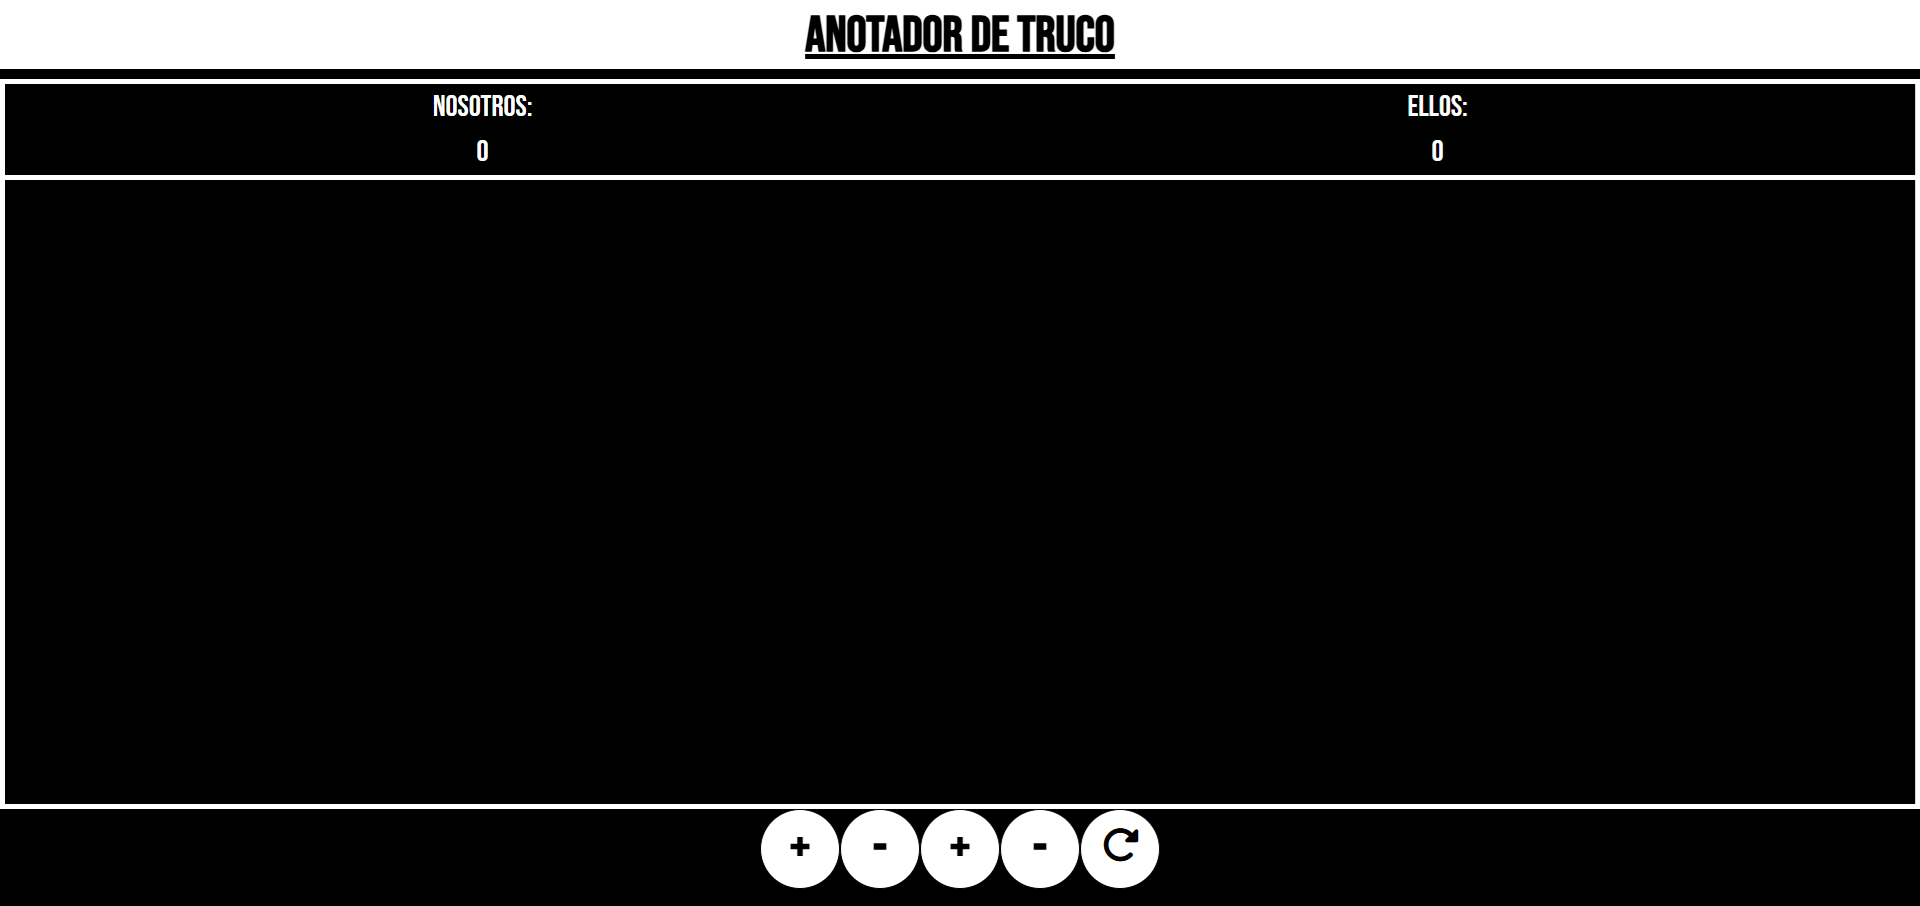 ANOTADOR DE TRUCO
NOSOTROS:
0
ELLOS:
0
+ - + -